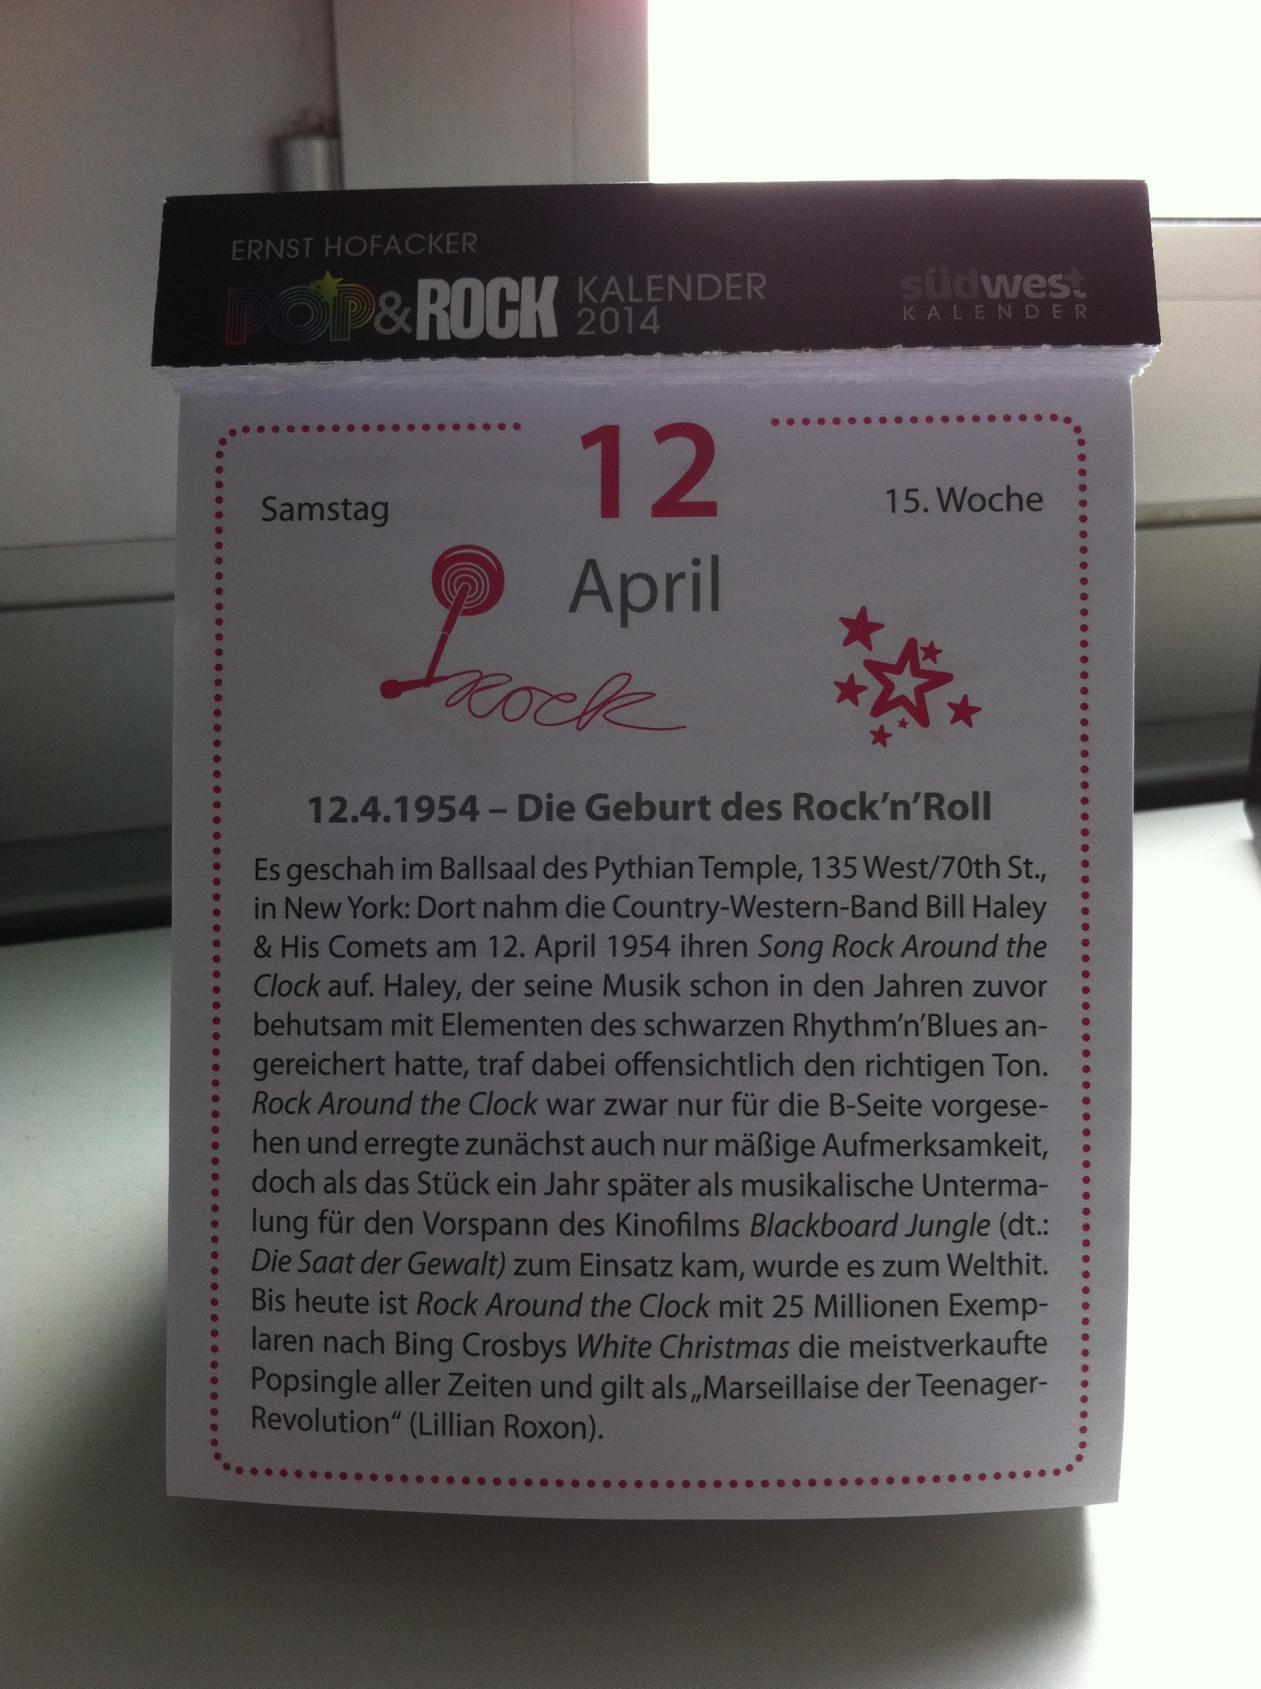 ERNST HOFACKER
POP&ROCK KALENDER 2014
südwest
KALENDER
12
Samstag
15. Woche
April
Rock
12.4.1954 – Die Geburt des Rock’n’Roll
Es geschah im Ballsaal des Pythian Temple, 135 West/70th St.,
in New York: Dort nahm die Country-Western-Band Bill Haley
& His Comets am 12. April 1954 ihren Song Rock Around the
Clock auf. Haley, der seine Musik schon in den Jahren zuvor
behutsam mit Elementen des schwarzen Rhythm’n’Blues an-
gereichert hatte, traf dabei offensichtlich den richtigen Ton.
Rock Around the Clock war zwar nur für die B-Seite vorgese-
hen und erregte zunächst auch nur mäßige Aufmerksamkeit,
doch als das Stück ein Jahr später als musikalische Unterma-
lung für den Vorspann des Kinofilms Blackboard Jungle (dt.:
Die Saat der Gewalt) zum Einsatz kam, wurde es zum Welthit.
Bis heute ist Rock Around the Clock mit 25 Millionen Exemp-
laren nach Bing Crosbys White Christmas die meistverkaufte
Popsingle aller Zeiten und gilt als „Marseillaise der Teenager-
Revolution“ (Lillian Roxon).